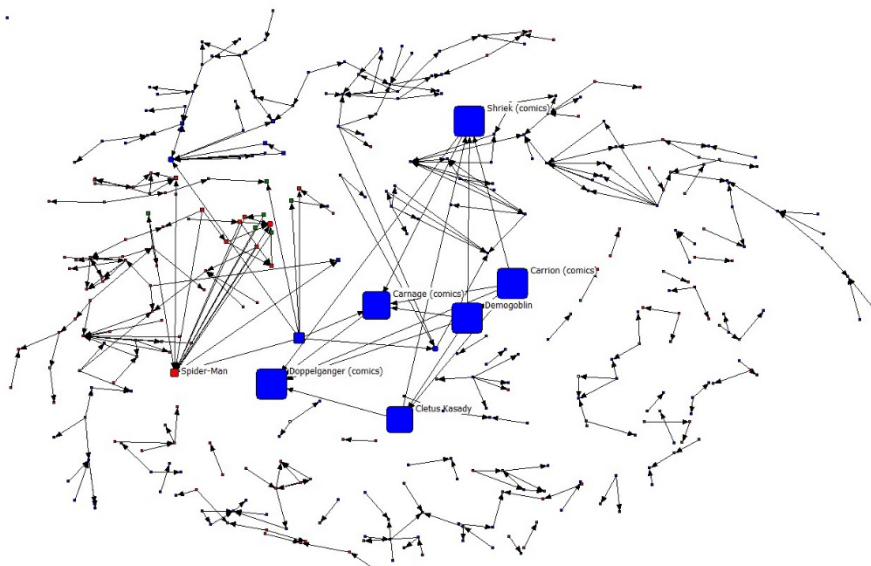 Shriek (comics)
Carrion (comics)
Carnage (comics)
Demogoblin
Spider-Man
Doppelganger (comics)
Cletus Kasady